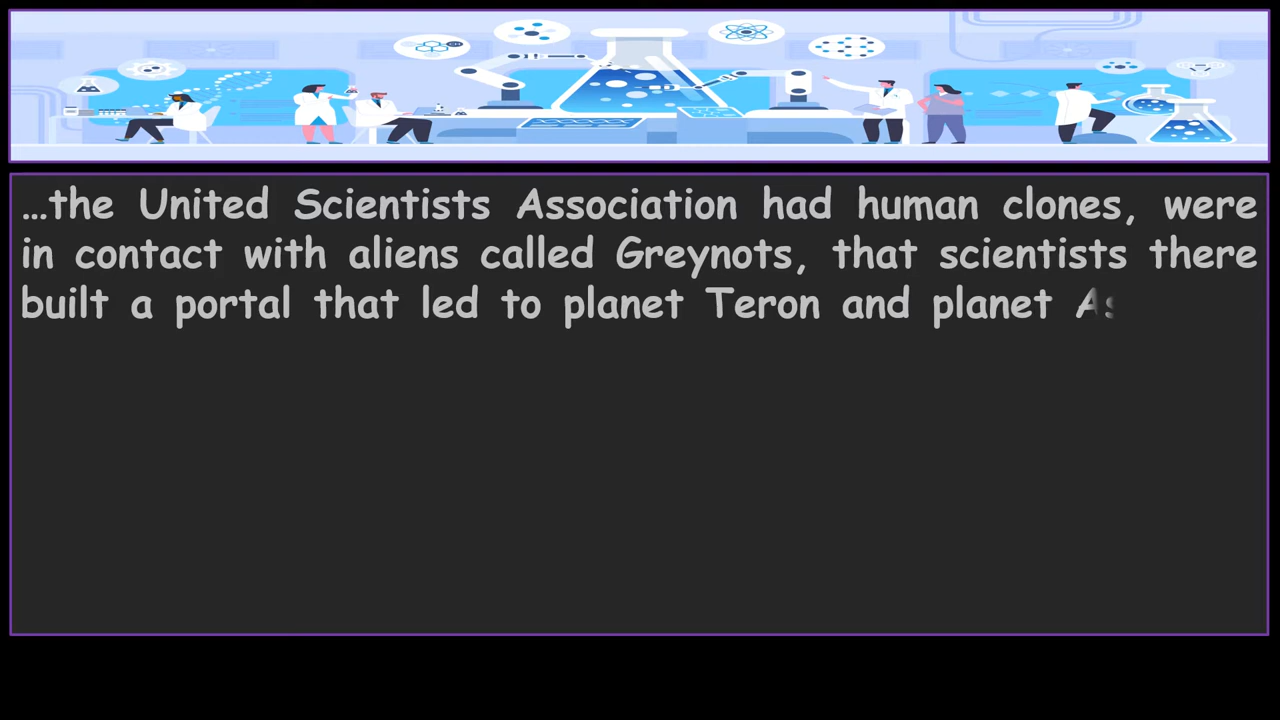 …the United Scientists Association had human clones, were
in contact with aliens called Greynots, that scientists there
built a portal that led to planet Teron and planet